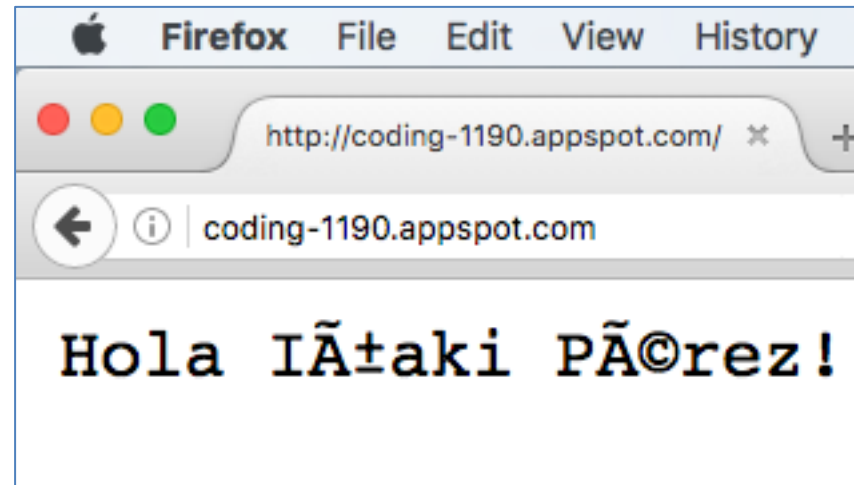 Firefox File Edit View History
http://coding-1190.appspot.com/
coding-1190.appspot.com
Hola IÃ±aki PÃ©rez!